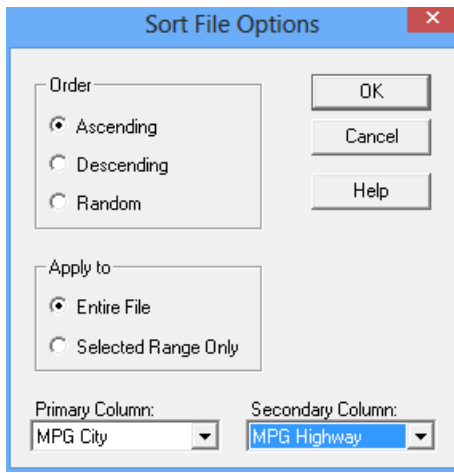 Sort File Options
Order
Ascending
Descending
Random
OK
Cancel
Help
Apply to
Entire File
Selected Range Only
Primary Column:
MPG City
Secondary Column:
MPG Highway